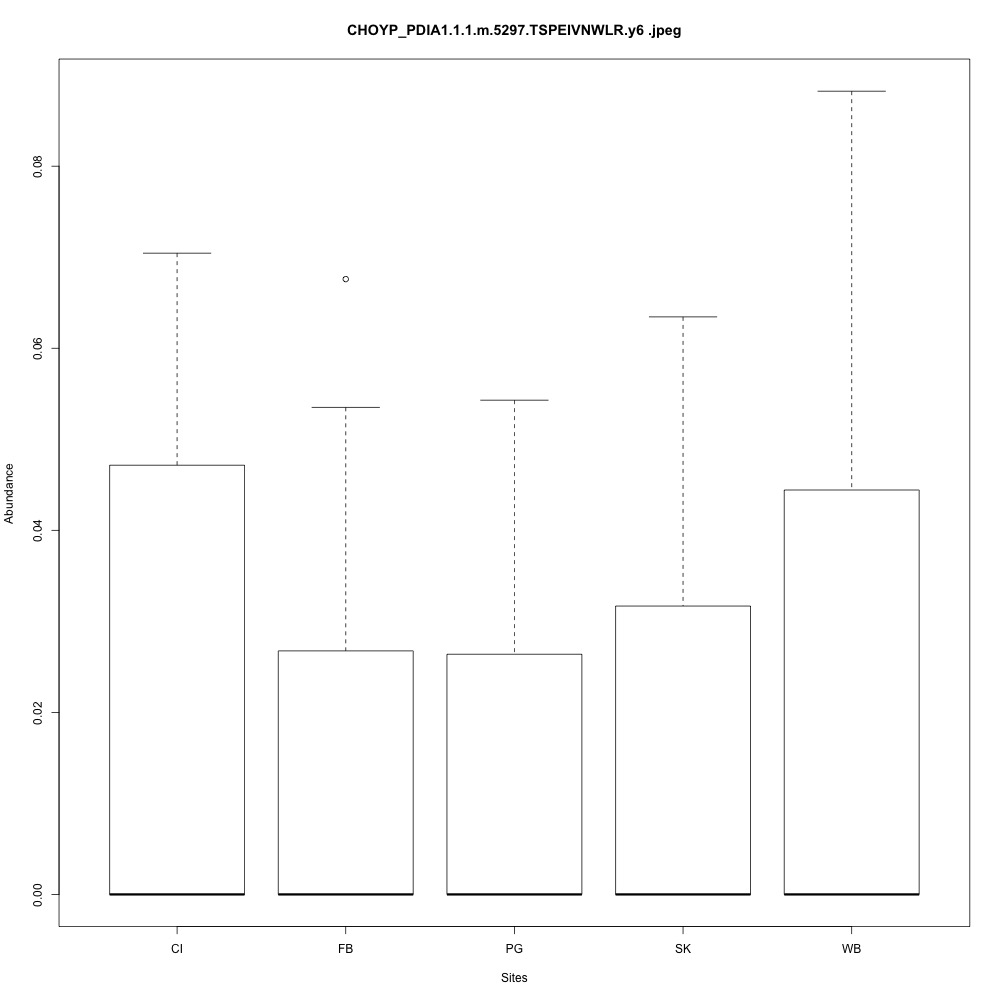 CHOYP_PDIA1.1.1.m.5297.TSPEIVNWLR.y6 .jpeg
0.08
0.06
0.04
0.02
0.00
Abundance
CI FB PG SK WB
Sites